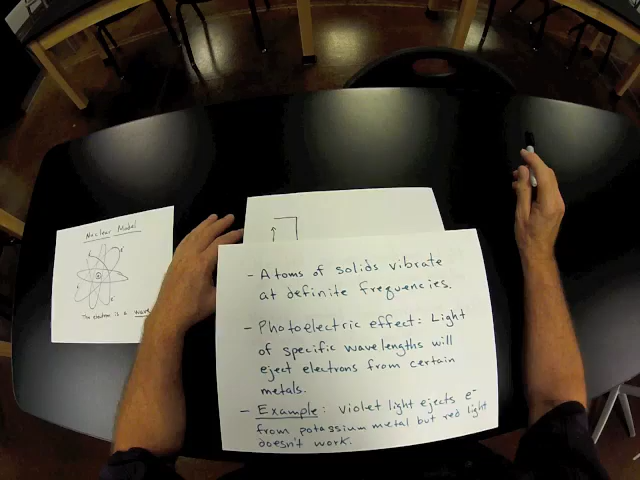 Nuclear Model
The electron is a wave
- Atoms of solids vibrate
at definite frequencies.
- Photoelectric effect: Light
of specific wavelengths will
eject electrons from certain
metals.
- Example: violet light ejects e⁻
from potassium metal but red light
doesn't work.